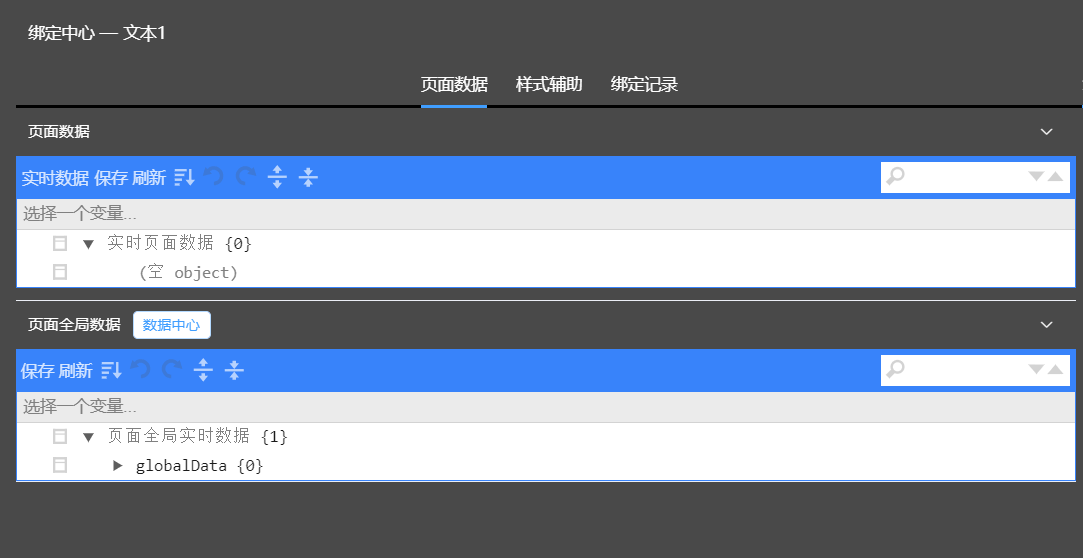 绑定中心 — 文本1
页面数据 样式辅助 绑定记录
页面数据
实时数据 保存 刷新
选择一个变量...
实时页面数据 {0}
(空 object)
页面全局数据 数据中心
保存 刷新
选择一个变量...
页面全局实时数据 {1}
globalData {0}